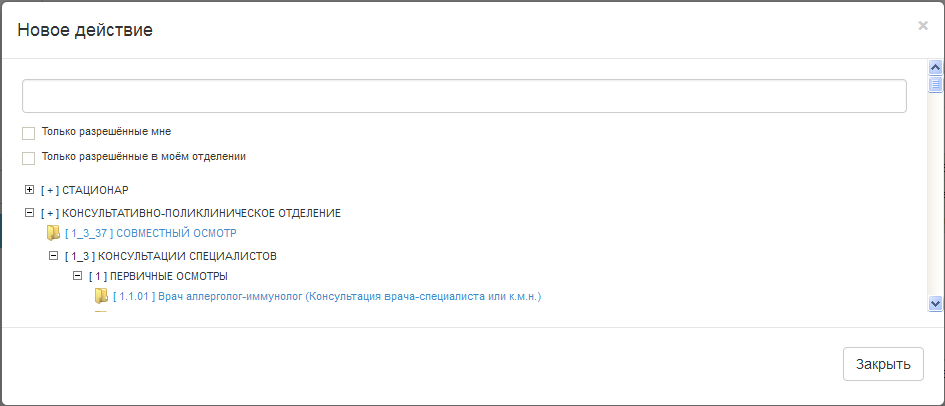 Новое действие
×
Только разрешённые мне
Только разрешённые в моём отделении
[ + ] СТАЦИОНАР
[ + ] КОНСУЛЬТАТИВНО-ПОЛИКЛИНИЧЕСКОЕ ОТДЕЛЕНИЕ
[ 1_3_37 ] СОВМЕСТНЫЙ ОСМОТР
[ 1_3 ] КОНСУЛЬТАЦИИ СПЕЦИАЛИСТОВ
[ 1 ] ПЕРВИЧНЫЕ ОСМОТРЫ
[ 1.1.01 ] Врач аллерголог-иммунолог (Консультация врача-специалиста или к.м.н.)
Закрыть